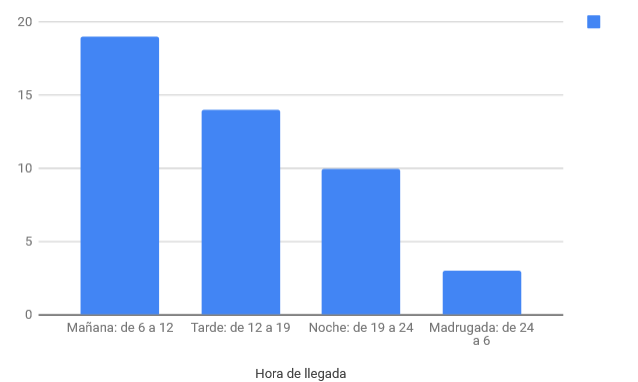 20
15
10
5
0
Mañana: de 6 a 12
Tarde: de 12 a 19
Noche: de 19 a 24
Madrugada: de 24
a 6
Hora de llegada